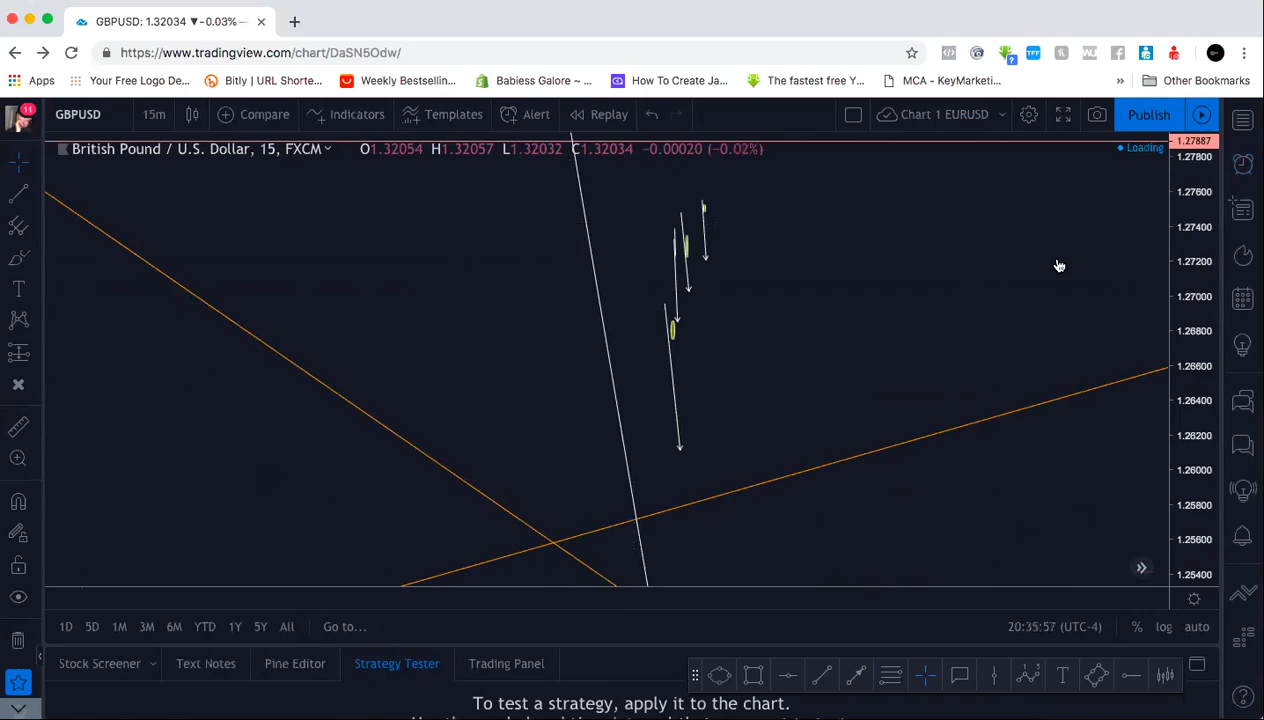 GBPUSD: 1.32034 ▼−0.03% —
https://www.tradingview.com/chart/DaSN5Odw/
Apps Your Free Logo De... Bitly | URL Shorte... Weekly Bestsellin... Babiess Galore ~ ... How To Create Ja... The fastest free Y... MCA - KeyMarketi... » Other Bookmarks
11 GBPUSD 15m Compare Indicators Templates Alert Replay Chart 1 EURUSD Publish
British Pound / U.S. Dollar, 15, FXCM O1.32054 H1.32057 L1.32032 C1.32034 −0.00020 (−0.02%)
Loading
1.27887
1.27800
1.27600
1.27400
1.27200
1.27000
1.26800
1.26600
1.26400
1.26200
1.26000
1.25800
1.25600
1.25400
1D 5D 1M 3M 6M YTD 1Y 5Y All Go to... 20:35:57 (UTC-4) % log auto
Stock Screener Text Notes Pine Editor Strategy Tester Trading Panel
To test a strategy, apply it to the chart.